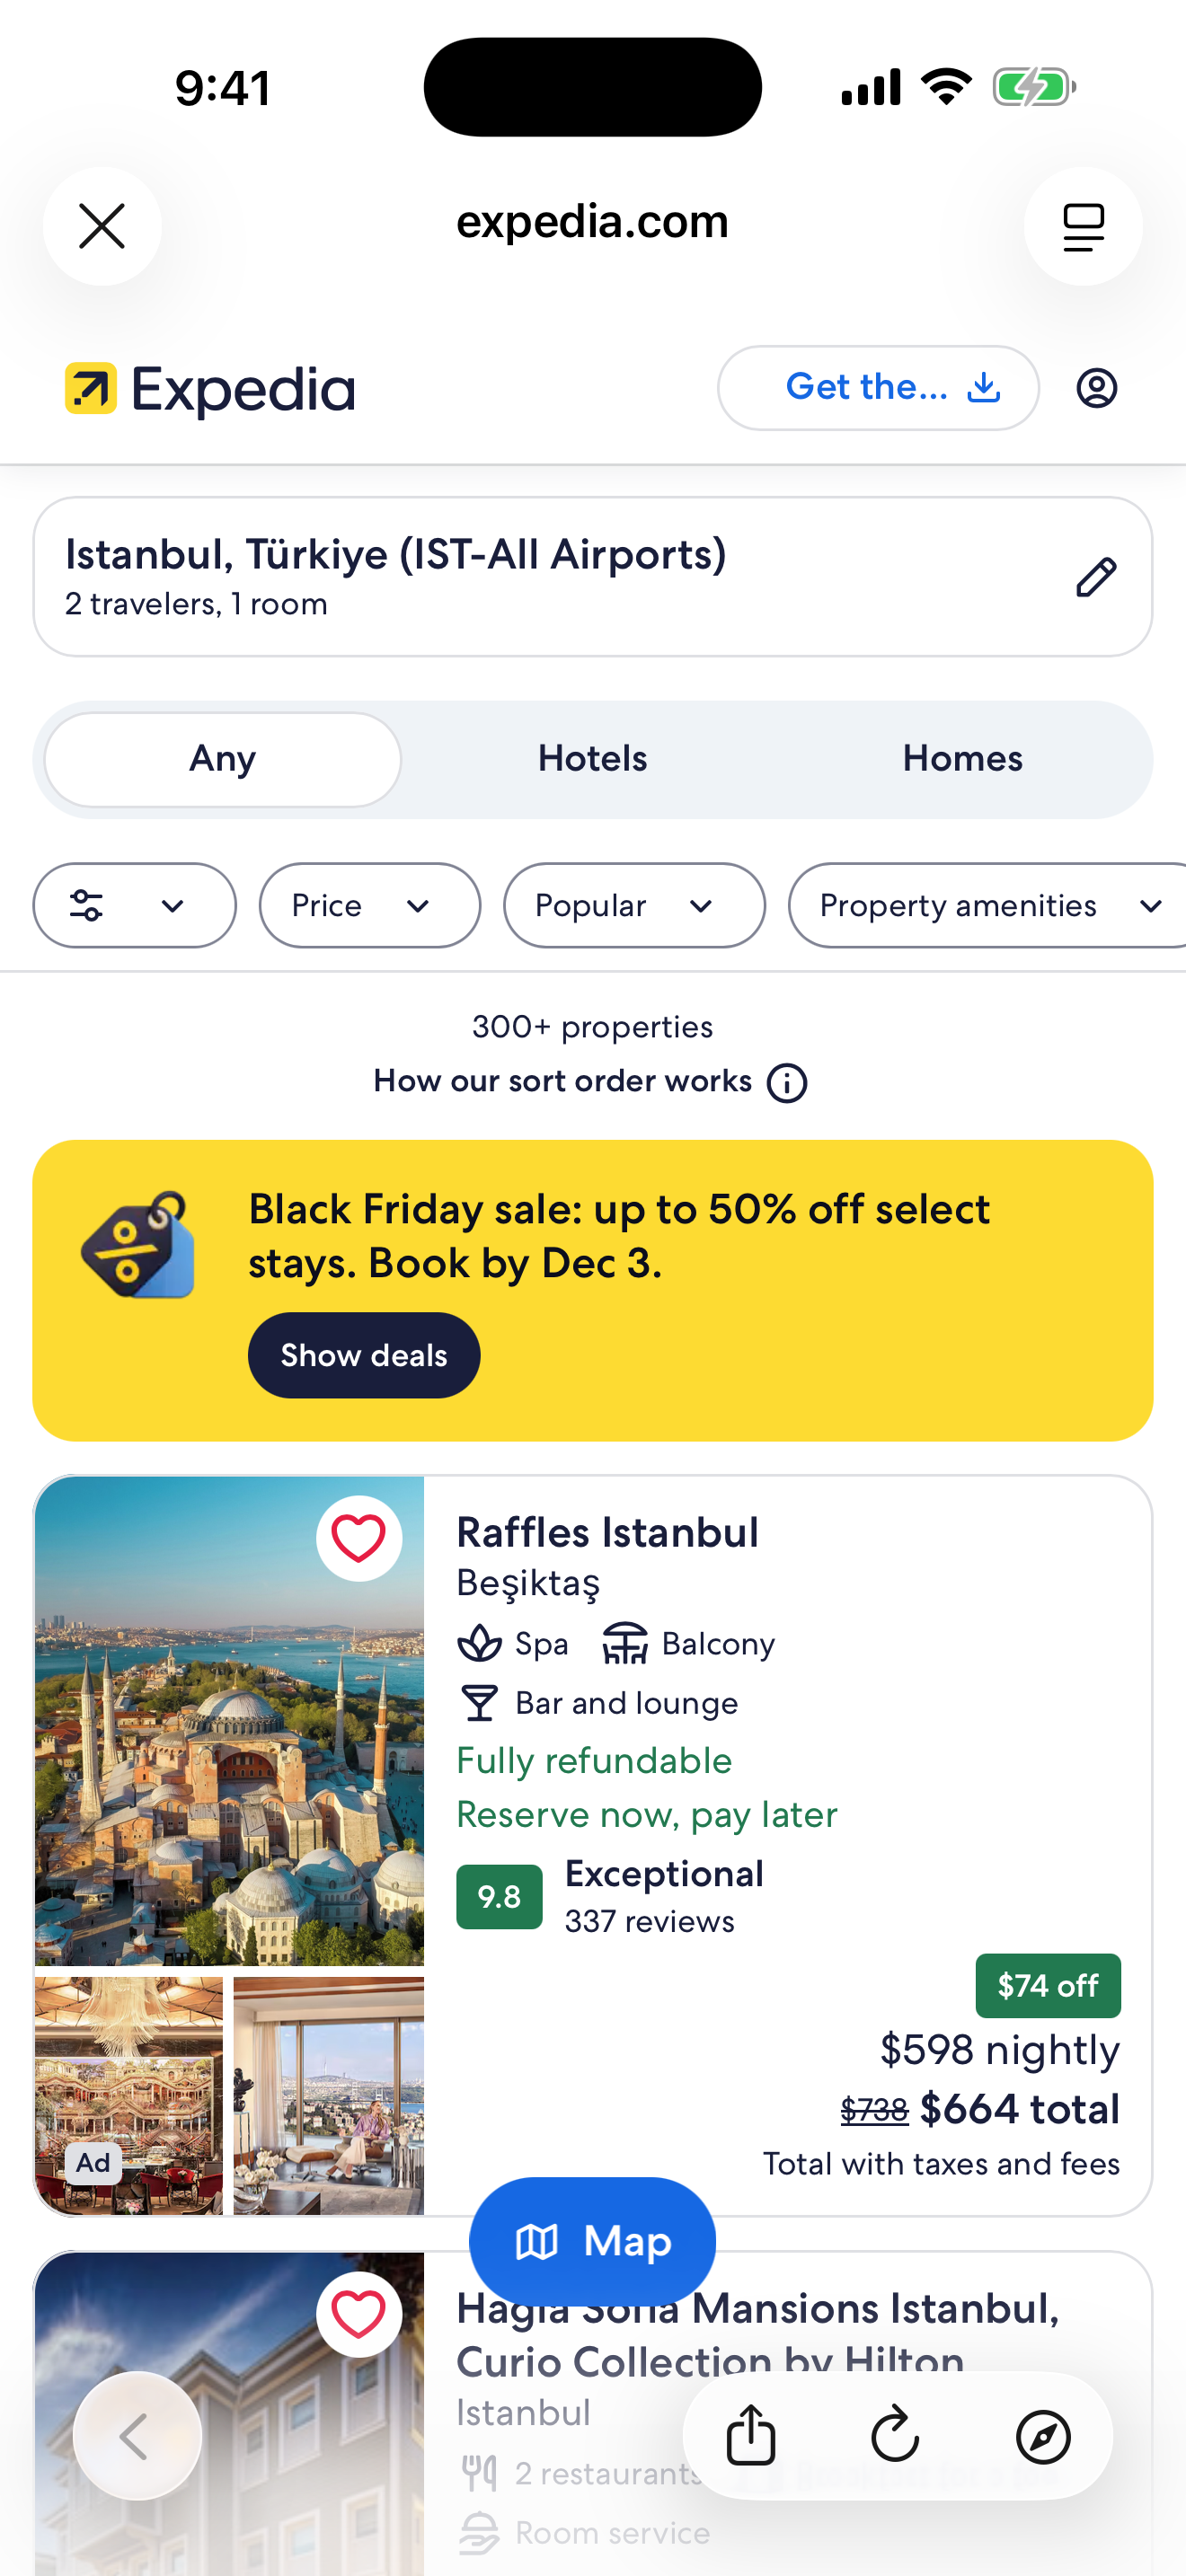 9:41
expedia.com
Expedia
Get the...
Istanbul, Türkiye (IST-All Airports)
2 travelers, 1 room
Any
Hotels
Homes
Price
Popular
Property amenities
300+ properties
How our sort order works
Black Friday sale: up to 50% off select
stays. Book by Dec 3.
Show deals
Raffles Istanbul
Beşiktaş
Spa
Balcony
Bar and lounge
Fully refundable
Reserve now, pay later
9.8
Exceptional
337 reviews
$74 off
$598 nightly
$738 $664 total
Total with taxes and fees
Ad
Map
Hagia Sofia Mansions Istanbul,
Curio Collection by Hilton
Istanbul
2 restaurants
Room service